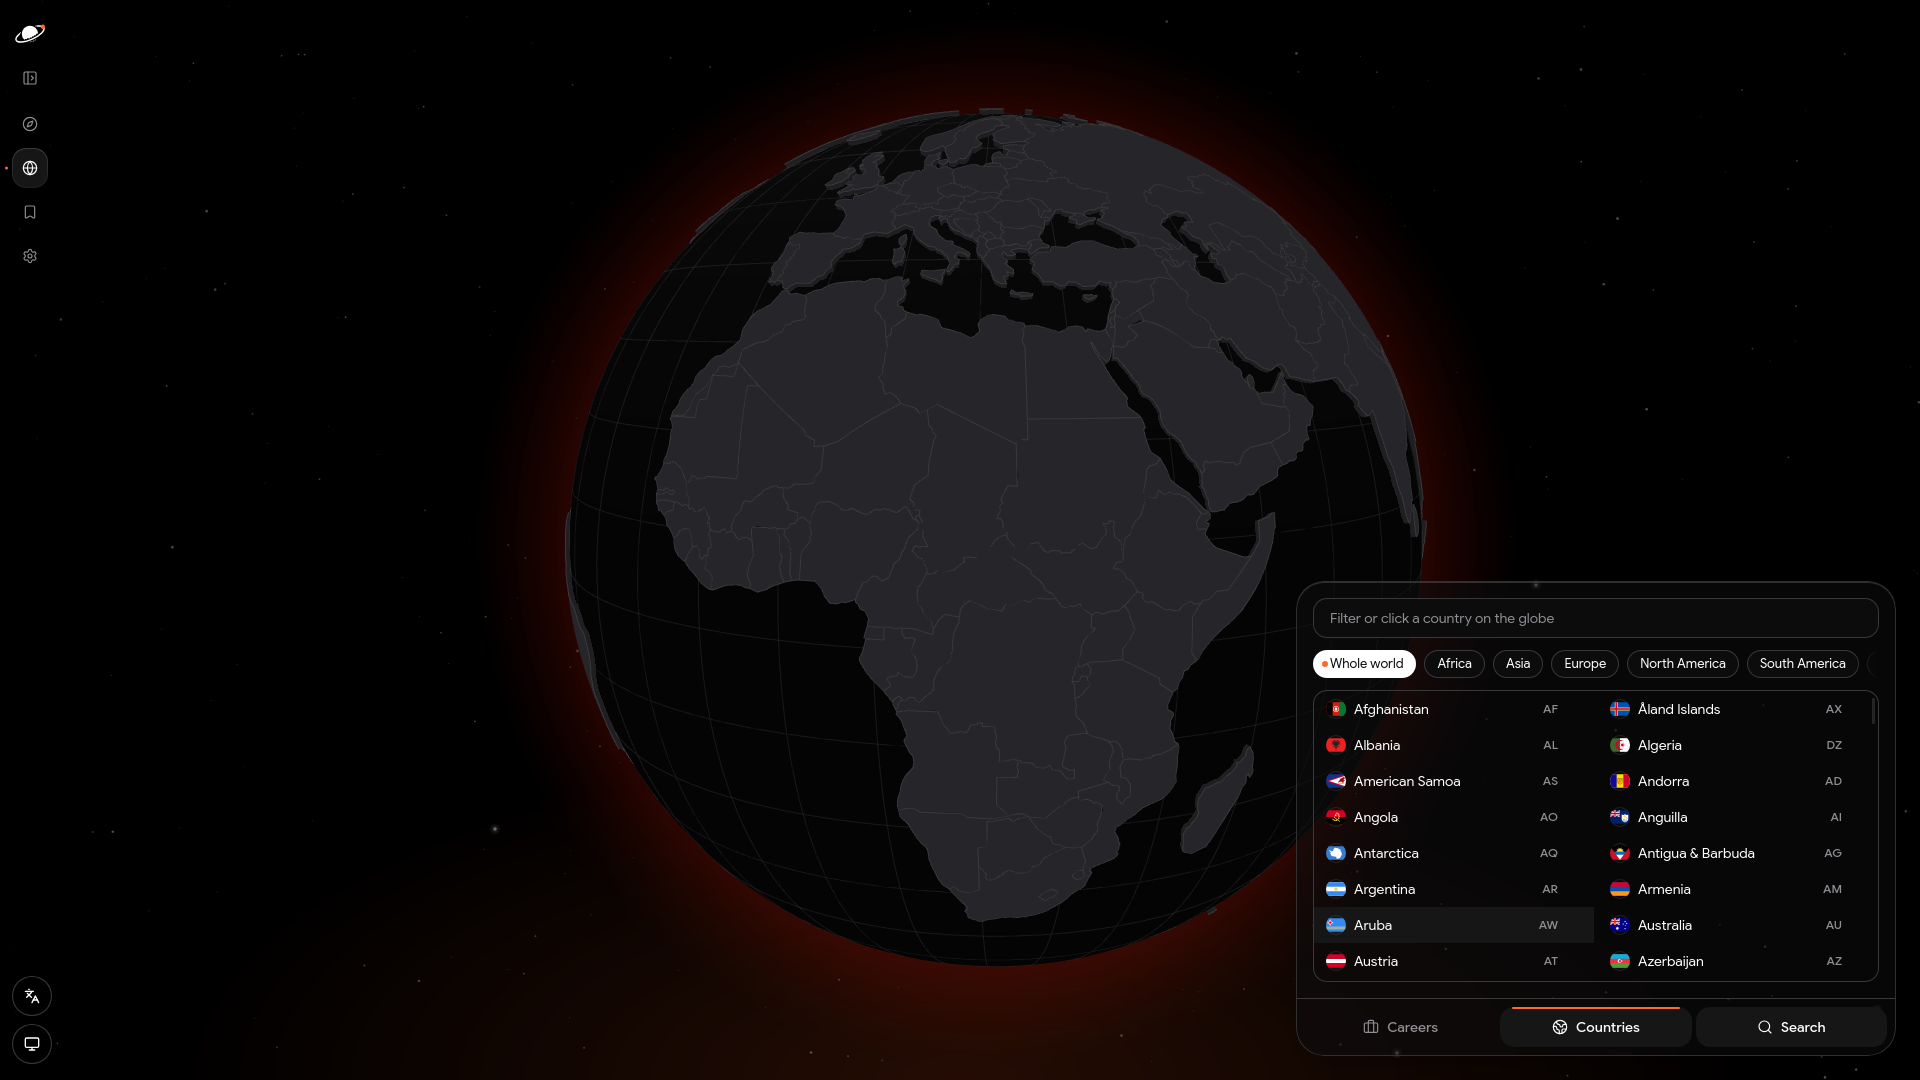 Filter or click a country on the globe
Whole world Africa Asia Europe North America South America
Afghanistan AF Åland Islands AX
Albania AL Algeria DZ
American Samoa AS Andorra AD
Angola AO Anguilla AI
Antarctica AQ Antigua & Barbuda AG
Argentina AR Armenia AM
Aruba AW Australia AU
Austria AT Azerbaijan AZ
Careers Countries Search